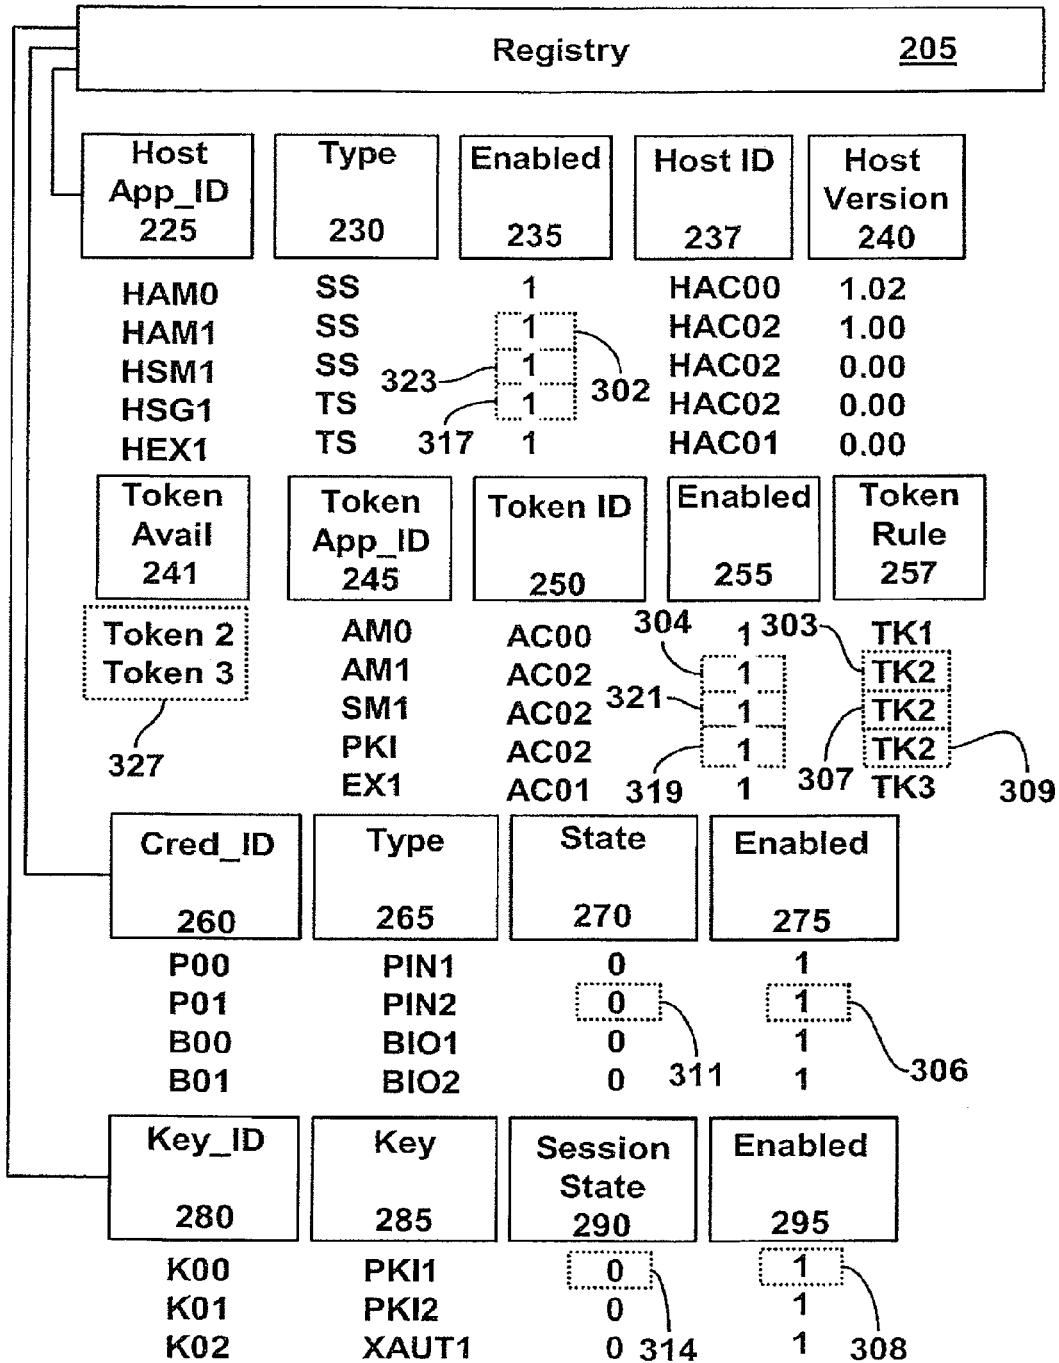 Registry 205
Host App_ID 225
Type 230
Enabled 235
Host ID 237
Host Version 240
HAM0 SS 1 HAC00 1.02
HAM1 SS 1 HAC02 1.00
HSM1 SS 323 1 302 HAC02 0.00
HSG1 TS 1 HAC02 0.00
HEX1 TS 317 1 HAC01 0.00
Token Avail 241
Token App_ID 245
Token ID 250
Enabled 255
Token Rule 257
Token 2 AM0 AC00 304 1 303 TK1
Token 3 AM1 AC02 1 TK2
SM1 AC02 321 1 TK2
327 PKI AC02 1 TK2
EX1 AC01 319 1 307 TK3 309
Cred_ID 260
Type 265
State 270
Enabled 275
P00 PIN1 0 1
P01 PIN2 0 1
B00 BIO1 0 1
B01 BIO2 0 311 1 306
Key_ID 280
Key 285
Session State 290
Enabled 295
K00 PKI1 0 1
K01 PKI2 0 1
K02 XAUT1 0 314 1 308